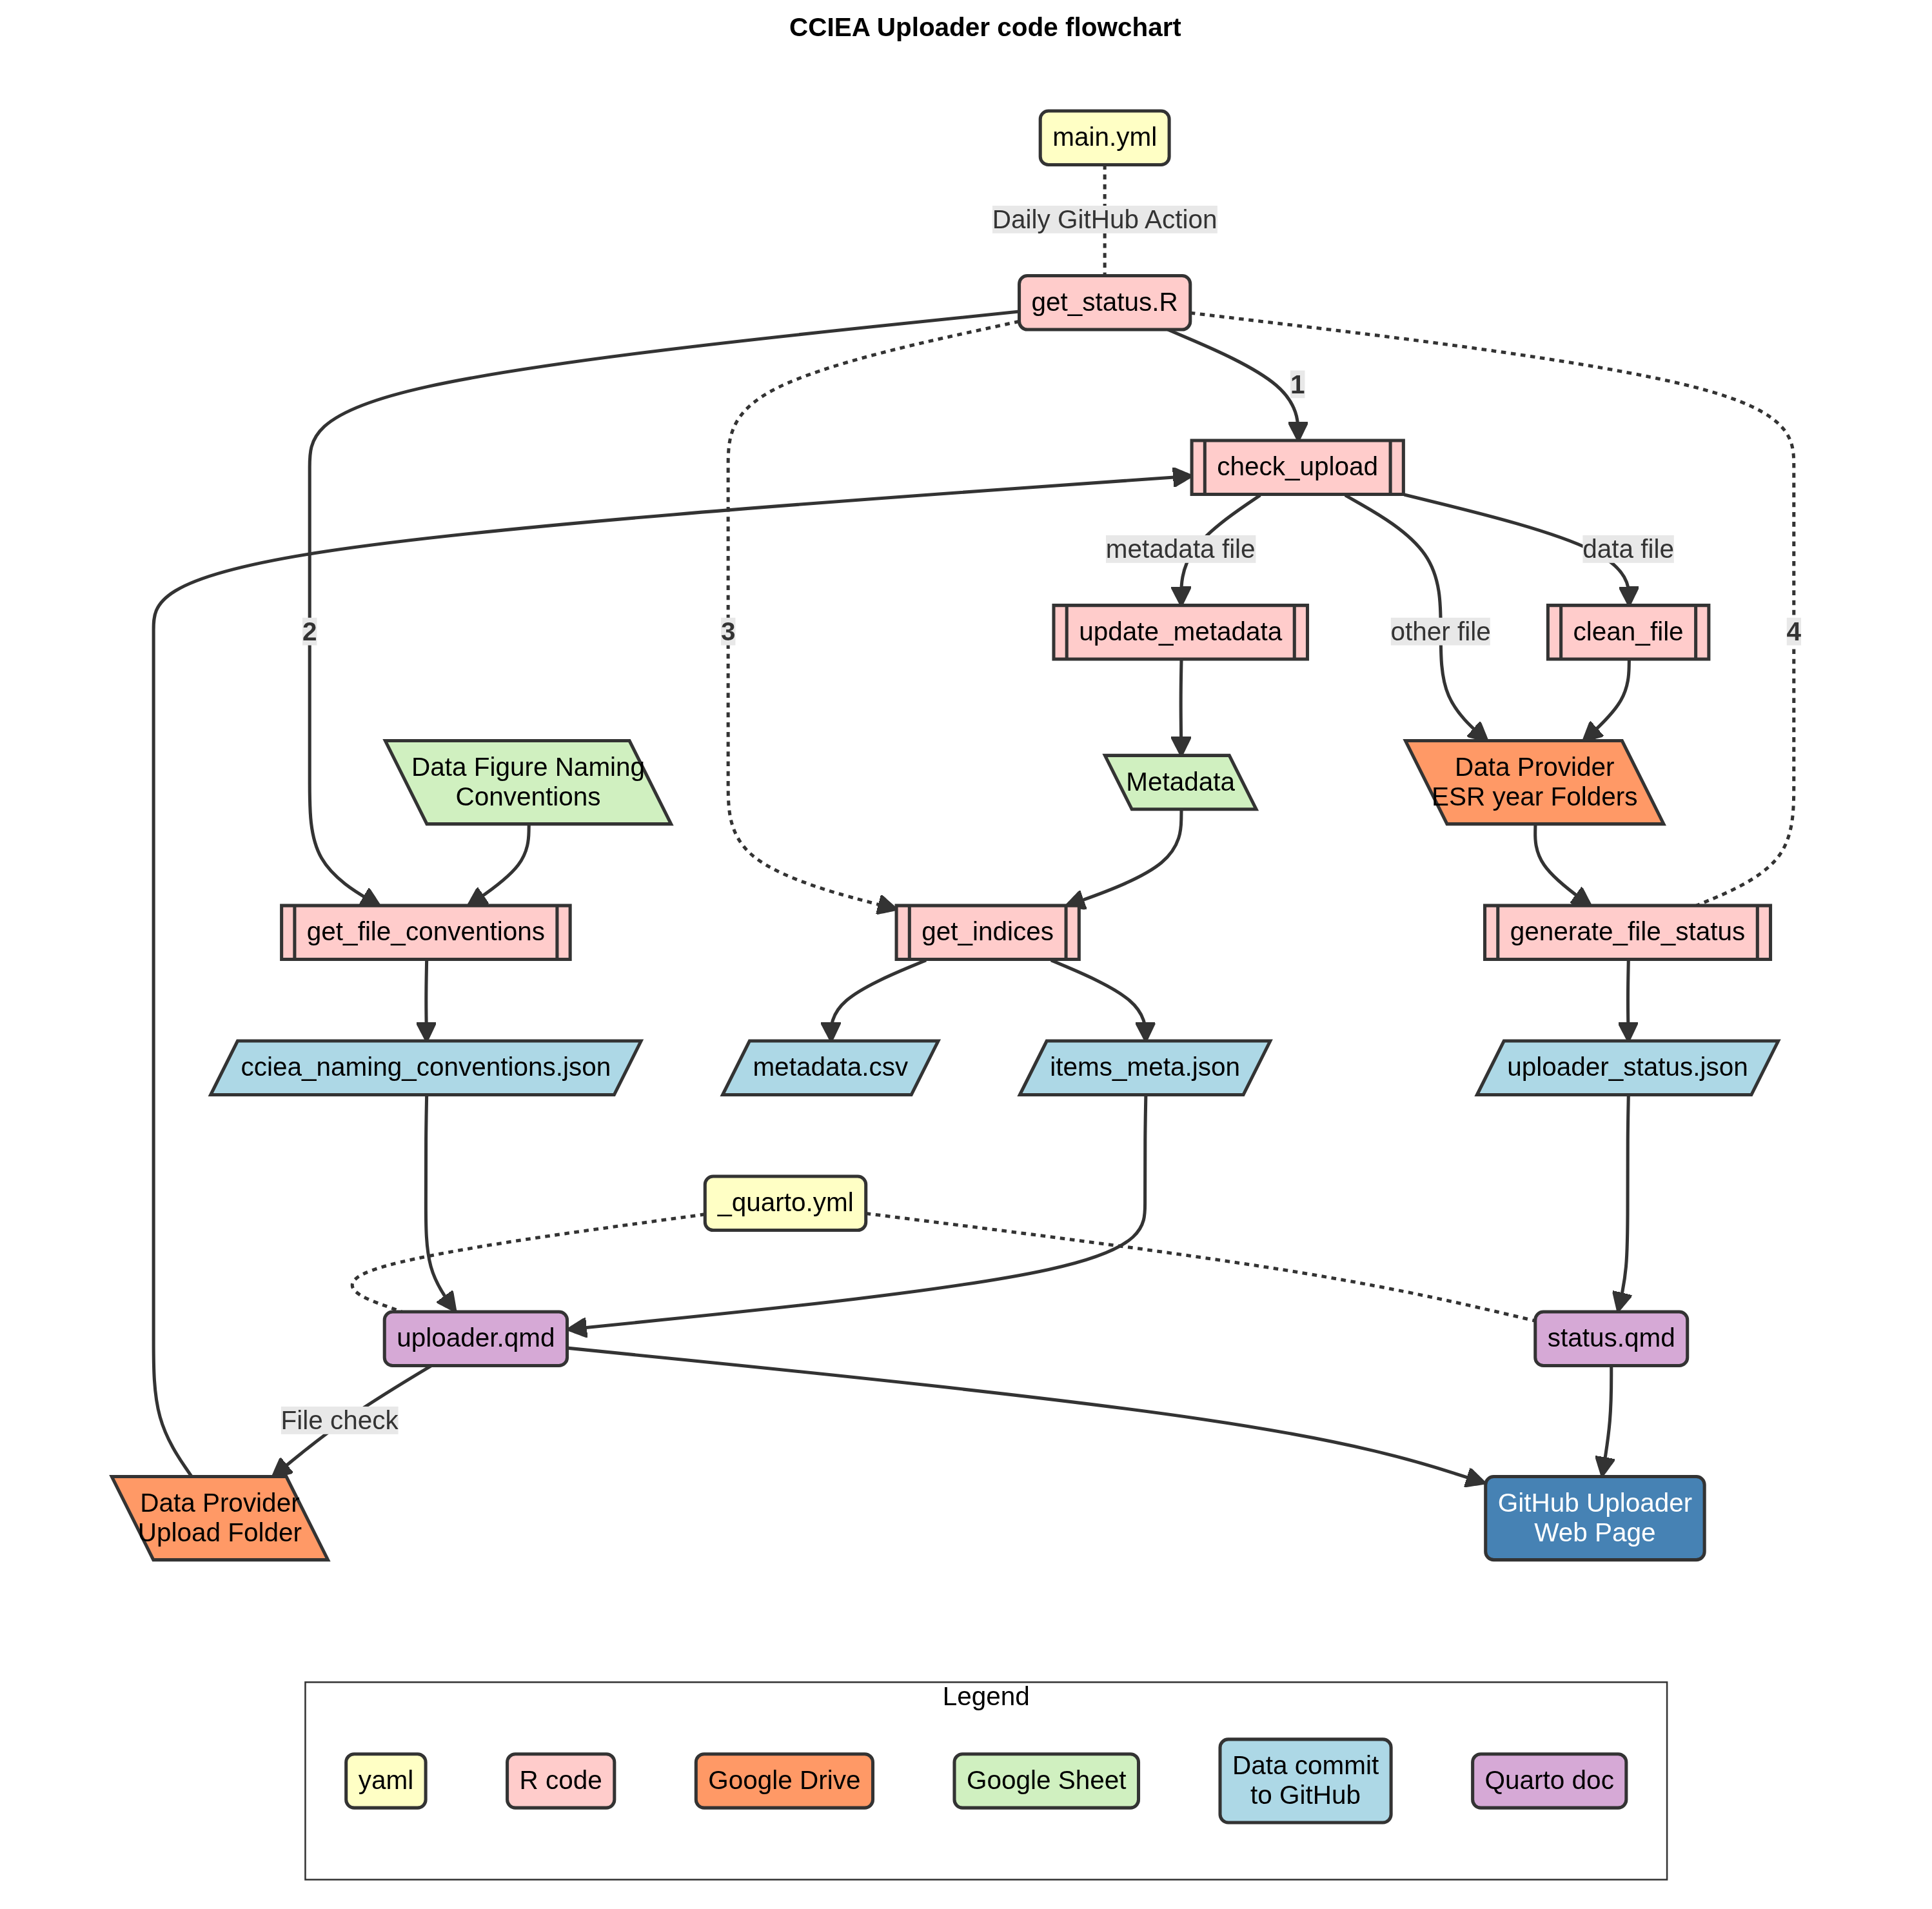 CCIEA Uploader code flowchart
main.yml
Daily GitHub Action
get_status.R
1
check_upload
metadata file
data file
2
3
update_metadata
other file
clean_file
4
Data Figure Naming
Conventions
Metadata
Data Provider
ESR year Folders
get_file_conventions
get_indices
generate_file_status
cciea_naming_conventions.json
metadata.csv
items_meta.json
uploader_status.json
_quarto.yml
uploader.qmd
status.qmd
File check
Data Provider
Upload Folder
GitHub Uploader
Web Page
Legend
yaml
R code
Google Drive
Google Sheet
Data commit
to GitHub
Quarto doc